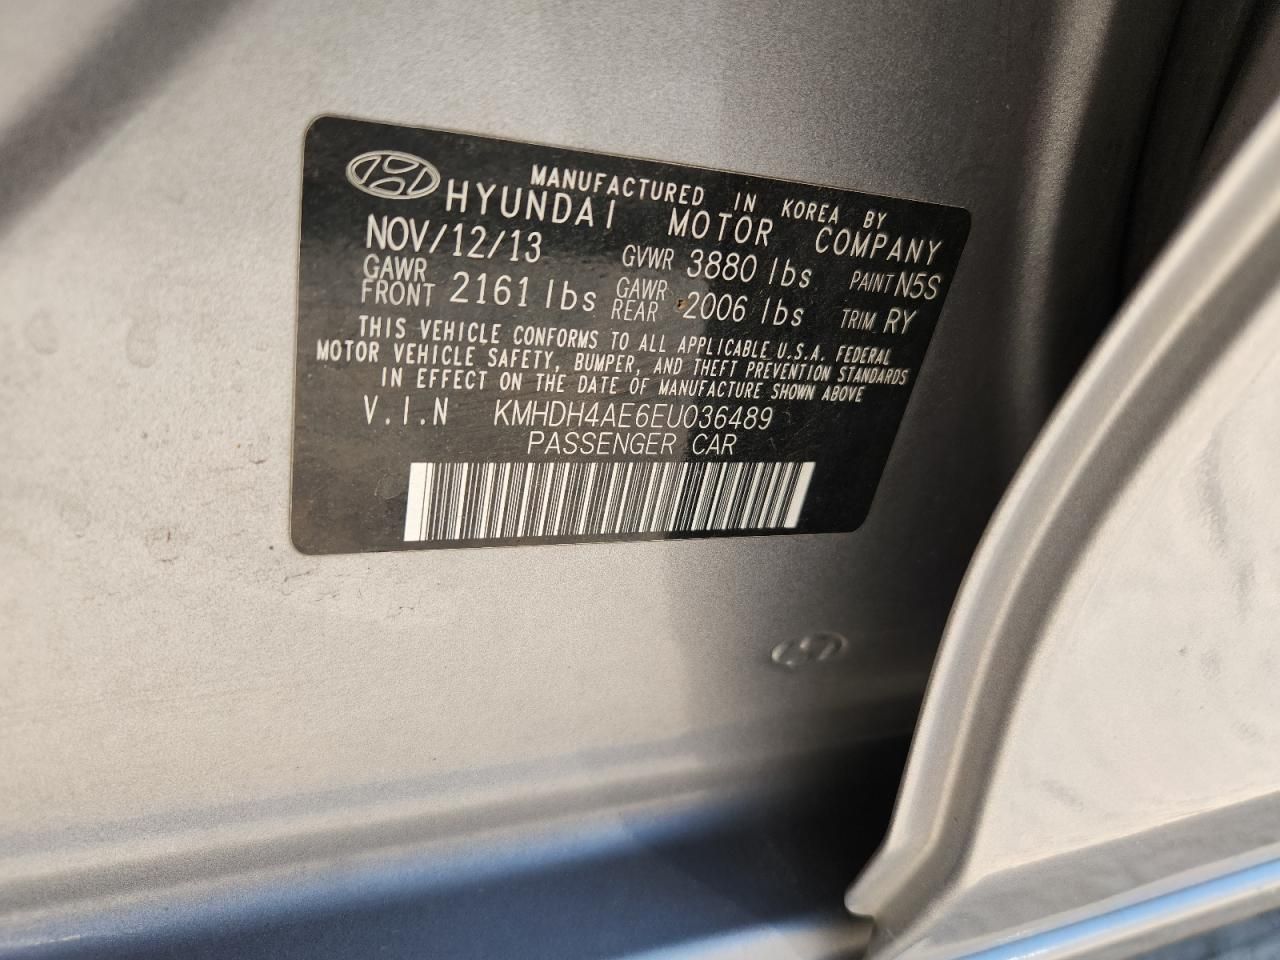 MANUFACTURED IN KOREA BY
HYUNDAI MOTOR COMPANY
NOV/12/13 GVWR 3880 lbs PAINT N5S
GAWR FRONT 2161 lbs GAWR REAR 2006 lbs TRIM RY
THIS VEHICLE CONFORMS TO ALL APPLICABLE U.S.A. FEDERAL
MOTOR VEHICLE SAFETY, BUMPER, AND THEFT PREVENTION STANDARDS
IN EFFECT ON THE DATE OF MANUFACTURE SHOWN ABOVE
V.I.N KMHDH4AE6EU036489
PASSENGER CAR